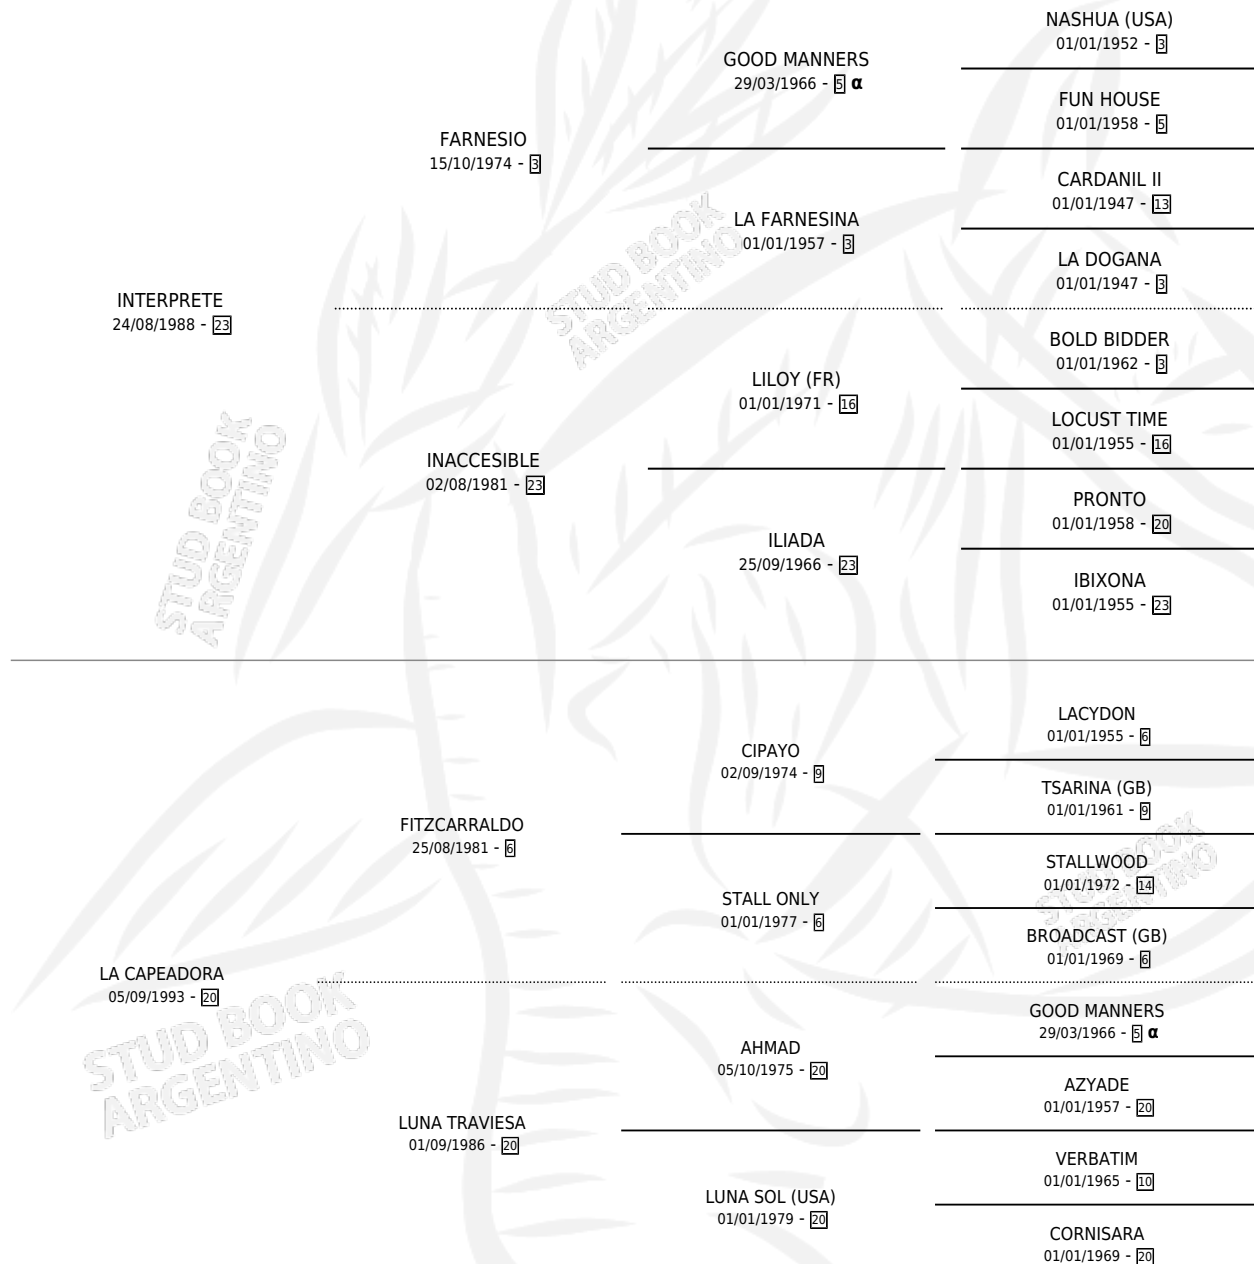 NASHUA (USA)
01/01/1952 - 3
GOOD MANNERS
29/03/1966 - 5 α
FUN HOUSE
01/01/1958 - 5
FARNESIO
15/10/1974 - 3
CARDANIL II
01/01/1947 - 13
LA FARNESINA
01/01/1957 - 3
LA DOGANA
01/01/1947 - 3
INTERPRETE
24/08/1988 - 23
STUD BOOK
ARGENTINO
BOLD BIDDER
01/01/1962 - 3
LILOY (FR)
01/01/1971 - 16
LOCUST TIME
01/01/1955 - 16
INACCESIBLE
02/08/1981 - 23
STUD BOOK
ARGENTINO
PRONTO
01/01/1958 - 20
ILIADA
25/09/1966 - 23
IBIXONA
01/01/1955 - 23
LACYDON
01/01/1955 - 6
CIPAYO
02/09/1974 - 9
TSARINA (GB)
01/01/1961 - 9
FITZCARRALDO
25/08/1981 - 6
STALLWOOD
01/01/1972 - 14
STUD BOOK
ARGENTINO
STALL ONLY
01/01/1977 - 6
BROADCAST (GB)
01/01/1969 - 6
LA CAPEADORA
05/09/1993 - 20
STUD BOOK
ARGENTINO
GOOD MANNERS
29/03/1966 - 5 α
AHMAD
05/10/1975 - 20
AZYADE
01/01/1957 - 20
LUNA TRAVIESA
01/09/1986 - 20
VERBATIM
01/01/1965 - 10
LUNA SOL (USA)
01/01/1979 - 20
CORNISARA
01/01/1969 - 20